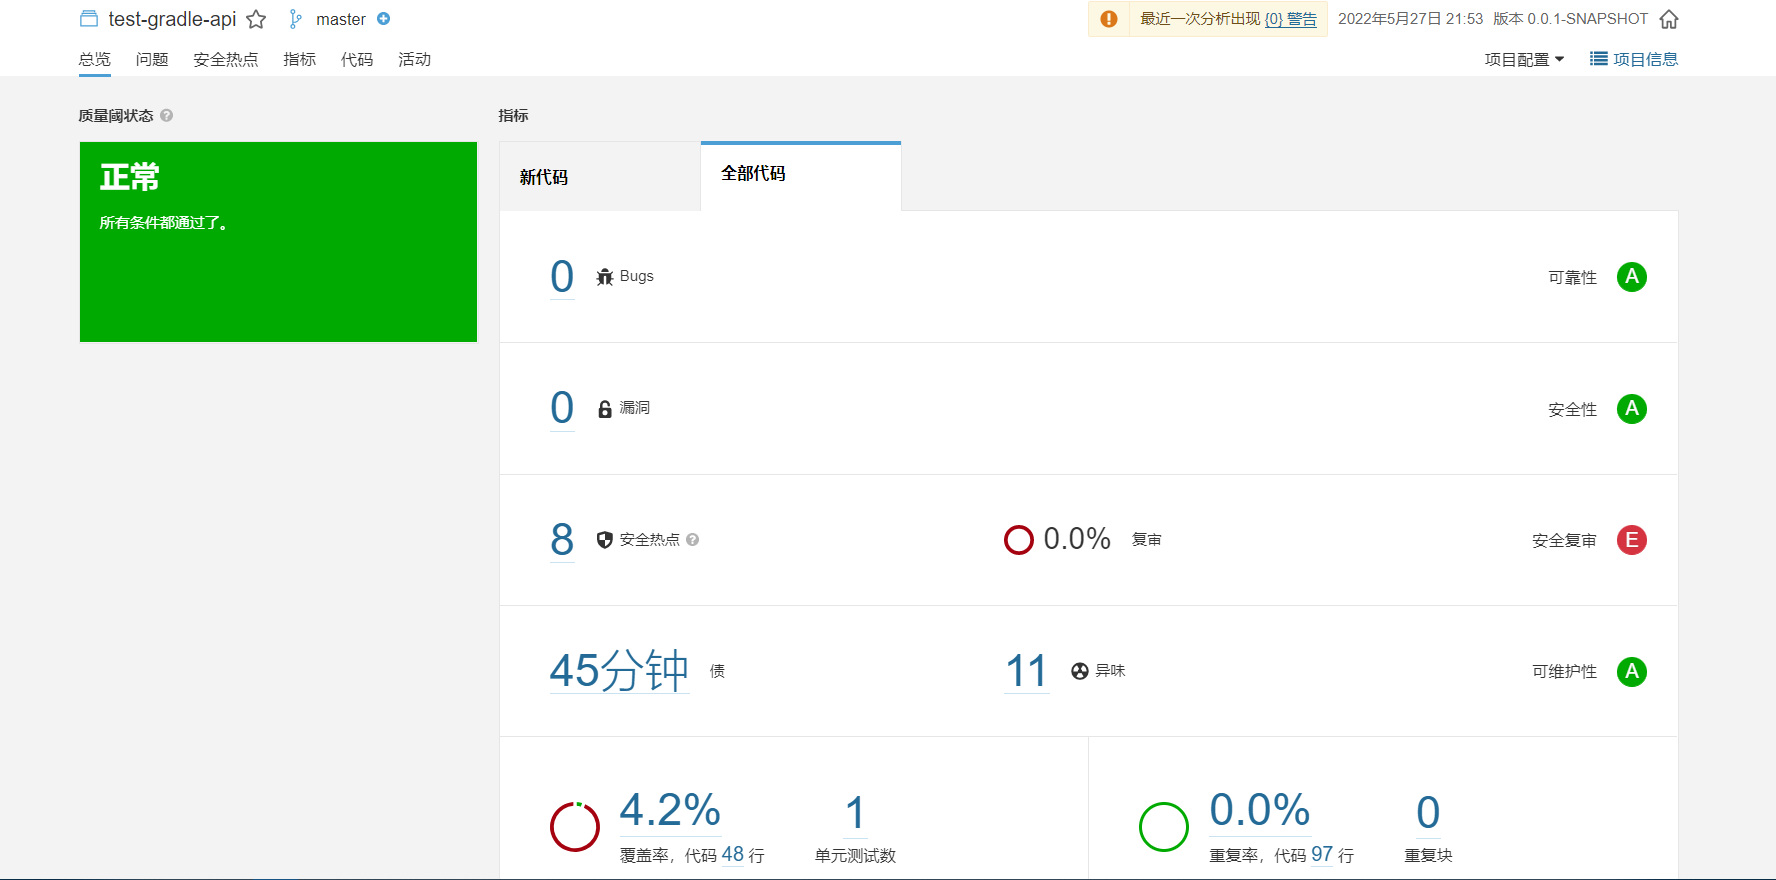 test-gradle-api master
最近一次分析出现 {0} 警告 2022年5月27日 21:53 版本 0.0.1-SNAPSHOT
总览 问题 安全热点 指标 代码 活动
项目配置 项目信息
质量阈状态
正常
所有条件都通过了。
指标
新代码 全部代码
0 Bugs 可靠性 A
0 漏洞 安全性 A
8 安全热点 0.0% 复审 安全复审 E
45分钟 债 11 异味 可维护性 A
4.2% 1
覆盖率，代码 48 行 单元测试数
0.0% 0
重复率，代码 97 行 重复块